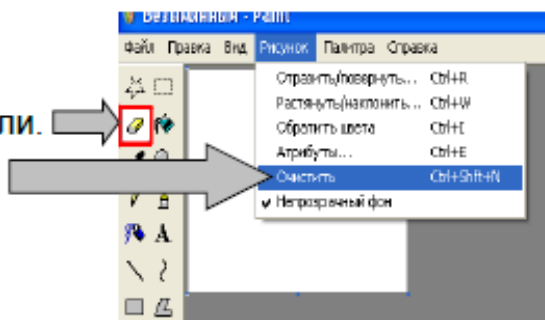 Безымянный - Paint
Файл Правка Вид Рисунок Палитра Справка
Отразить/повернуть... Ctrl+R
Растянуть/наклонить... Ctrl+W
ли.
Обратить цвета Ctrl+I
Атрибуты... Ctrl+E
Очистить Ctrl+Shft+N
✓ Непрозрачный фон
A